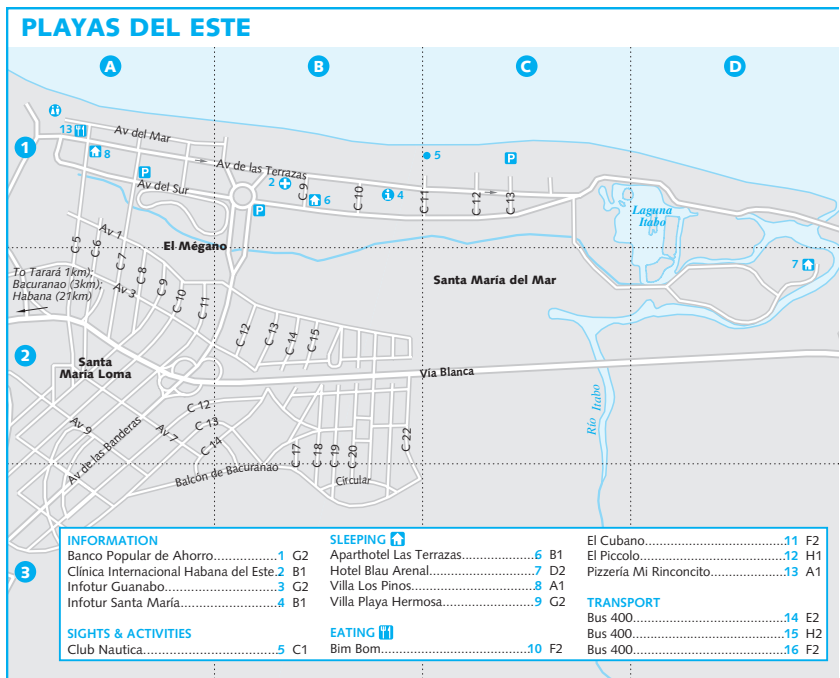 PLAYAS DEL ESTE
A
B
C
D
1
2
3
13
8
Av del Mar
Av de las Terrazas
P
Av del Sur
2
C 9
6
P
C 10
4
C 11
5
P
C 12
C 13
Laguna
Itabo
7
El Mégano
Santa María del Mar
Av 1
C 5
C 6
C 7
C 8
C 9
C 10
C 11
Av 3
To Tarará 1km);
Bacuranao (3km);
Habana (21km)
C 12
C 13
C 14
C 15
Santa
María Loma
Vía Blanca
Río Itabo
Av 9
Av de las Banderas
Av 7
C 12
C 13
C 14
Balcón de Bacuranao
C 17
C 18
C 19
C 20
C 22
Circular
INFORMATION
Banco Popular de Ahorro...............1 G2
Clínica Internacional Habana del Este.2 B1
Infotur Guanabo.............................3 G2
Infotur Santa María........................4 B1
SIGHTS & ACTIVITIES
Club Nautica..................................5 C1
SLEEPING
Aparthotel Las Terrazas..................6 B1
Hotel Blau Arenal...........................7 D2
Villa Los Pinos................................8 A1
Villa Playa Hermosa.......................9 G2
EATING
Bim Bom......................................10 F2
El Cubano....................................11 F2
El Piccolo.....................................12 H1
Pizzería Mi Rinconcito..................13 A1
TRANSPORT
Bus 400.......................................14 E2
Bus 400.......................................15 H2
Bus 400.......................................16 F2